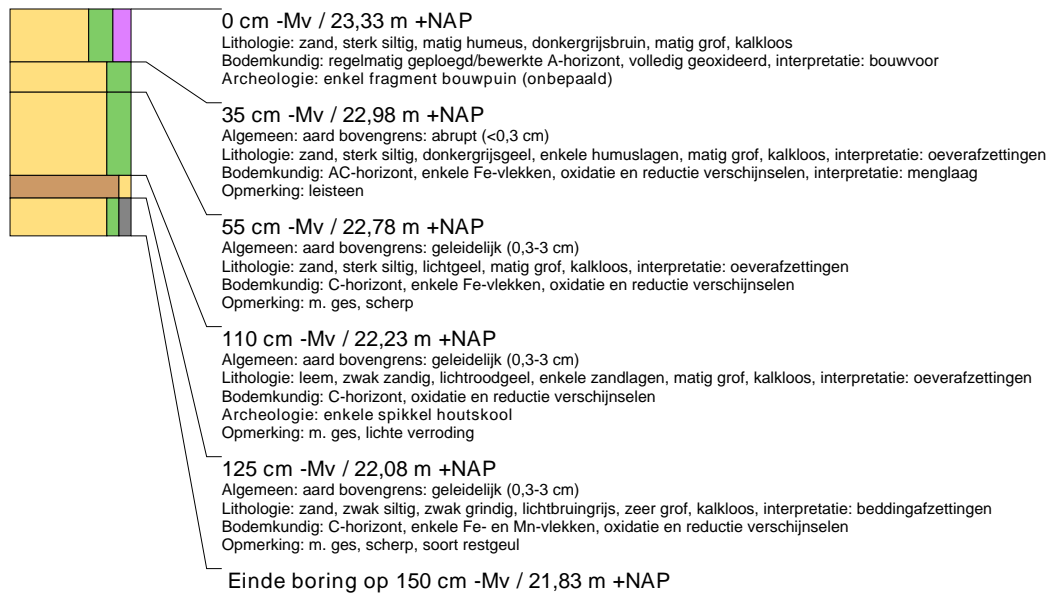 0 cm -Mv / 23,33 m +NAP
Lithologie: zand, sterk siltig, matig humeus, donkergrijsbruin, matig grof, kalkloos
Bodemkundig: regelmatig geploegd/bewerkte A-horizont, volledig geoxideerd, interpretatie: bouwvoor
Archeologie: enkel fragment bouwpuin (onbepaald)
35 cm -Mv / 22,98 m +NAP
Algemeen: aard bovengrens: abrupt (<0,3 cm)
Lithologie: zand, sterk siltig, donkergrijsgeel, enkele humuslagen, matig grof, kalkloos, interpretatie: oeverafzettingen
Bodemkundig: AC-horizont, enkele Fe-vlekken, oxidatie en reductie verschijnselen, interpretatie: menglaag
Opmerking: leisteen
55 cm -Mv / 22,78 m +NAP
Algemeen: aard bovengrens: geleidelijk (0,3-3 cm)
Lithologie: zand, sterk siltig, lichtgeel, matig grof, kalkloos, interpretatie: oeverafzettingen
Bodemkundig: C-horizont, enkele Fe-vlekken, oxidatie en reductie verschijnselen
Opmerking: m. ges, scherp
110 cm -Mv / 22,23 m +NAP
Algemeen: aard bovengrens: geleidelijk (0,3-3 cm)
Lithologie: leem, zwak zandig, lichtroodgeel, enkele zandlagen, matig grof, kalkloos, interpretatie: oeverafzettingen
Bodemkundig: C-horizont, oxidatie en reductie verschijnselen
Archeologie: enkele spikkel houtskool
Opmerking: m. ges, lichte verroding
125 cm -Mv / 22,08 m +NAP
Algemeen: aard bovengrens: geleidelijk (0,3-3 cm)
Lithologie: zand, zwak siltig, zwak grindig, lichtbruingrijs, zeer grof, kalkloos, interpretatie: beddingafzettingen
Bodemkundig: C-horizont, enkele Fe- en Mn-vlekken, oxidatie en reductie verschijnselen
Opmerking: m. ges, scherp, soort restgeul
Einde boring op 150 cm -Mv / 21,83 m +NAP